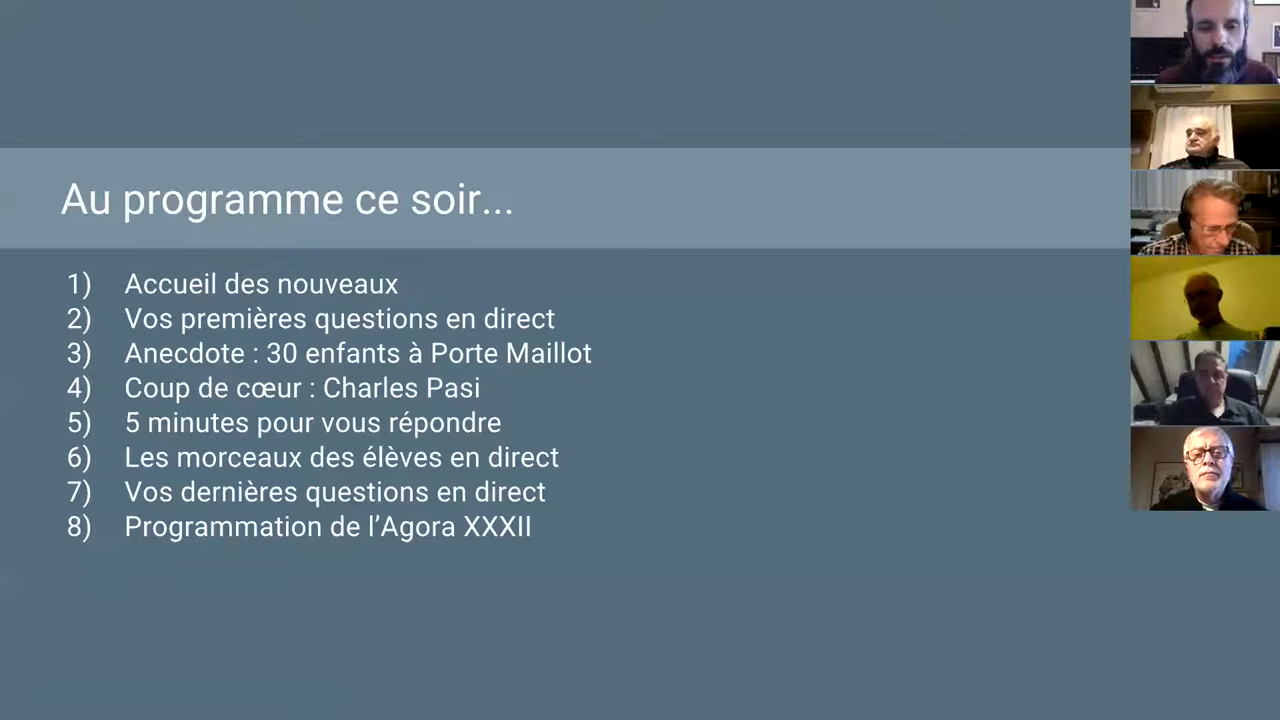 Au programme ce soir...
1) Accueil des nouveaux
2) Vos premières questions en direct
3) Anecdote : 30 enfants à Porte Maillot
4) Coup de cœur : Charles Pasi
5) 5 minutes pour vous répondre
6) Les morceaux des élèves en direct
7) Vos dernières questions en direct
8) Programmation de l’Agora XXXII